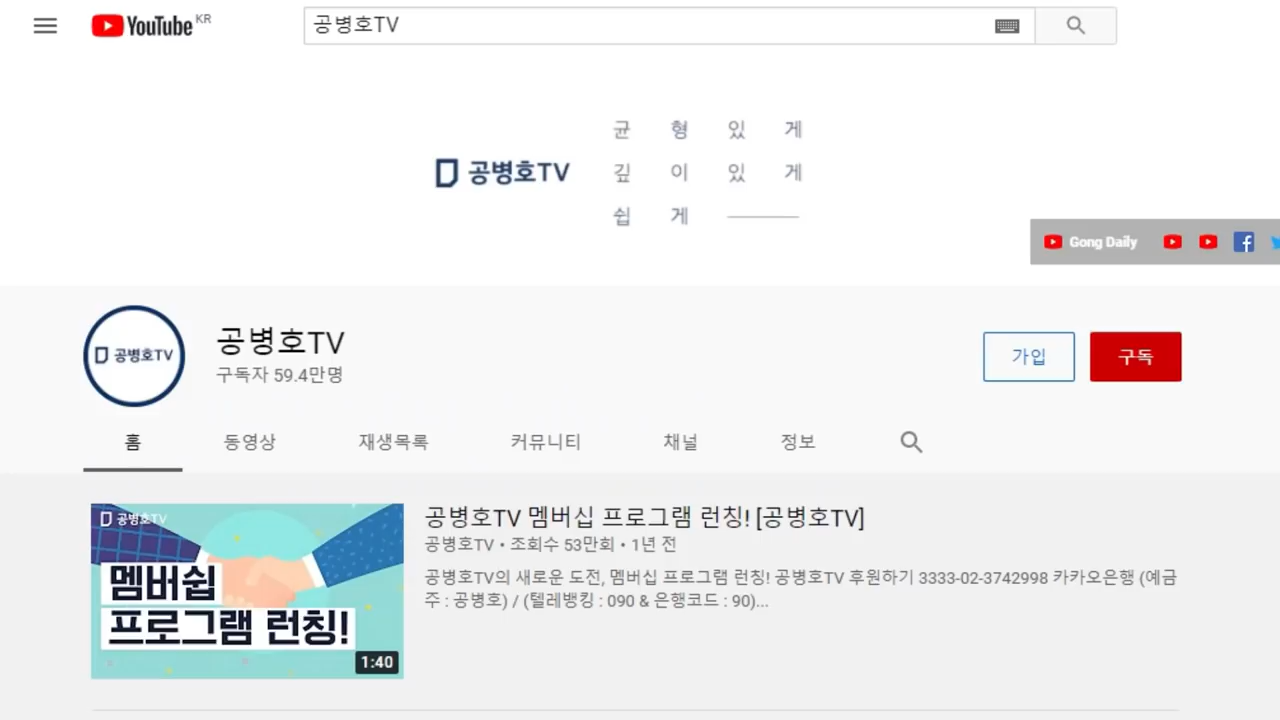 YouTube KR
공병호TV
균형있게
공병호TV 깊이있게
쉽게
Gong Daily
공병호TV
공병호TV
구독자 59.4만명
가입
구독
홈 동영상 재생목록 커뮤니티 채널 정보
공병호TV
멤버쉽
프로그램 런칭!
1:40
공병호TV 멤버십 프로그램 런칭! [공병호TV]
공병호TV • 조회수 53만회 • 1년 전
공병호TV의 새로운 도전, 멤버십 프로그램 런칭! 공병호TV 후원하기 3333-02-3742998 카카오은행 (예금
주 : 공병호) / (텔레뱅킹 : 090 & 은행코드 : 90)...